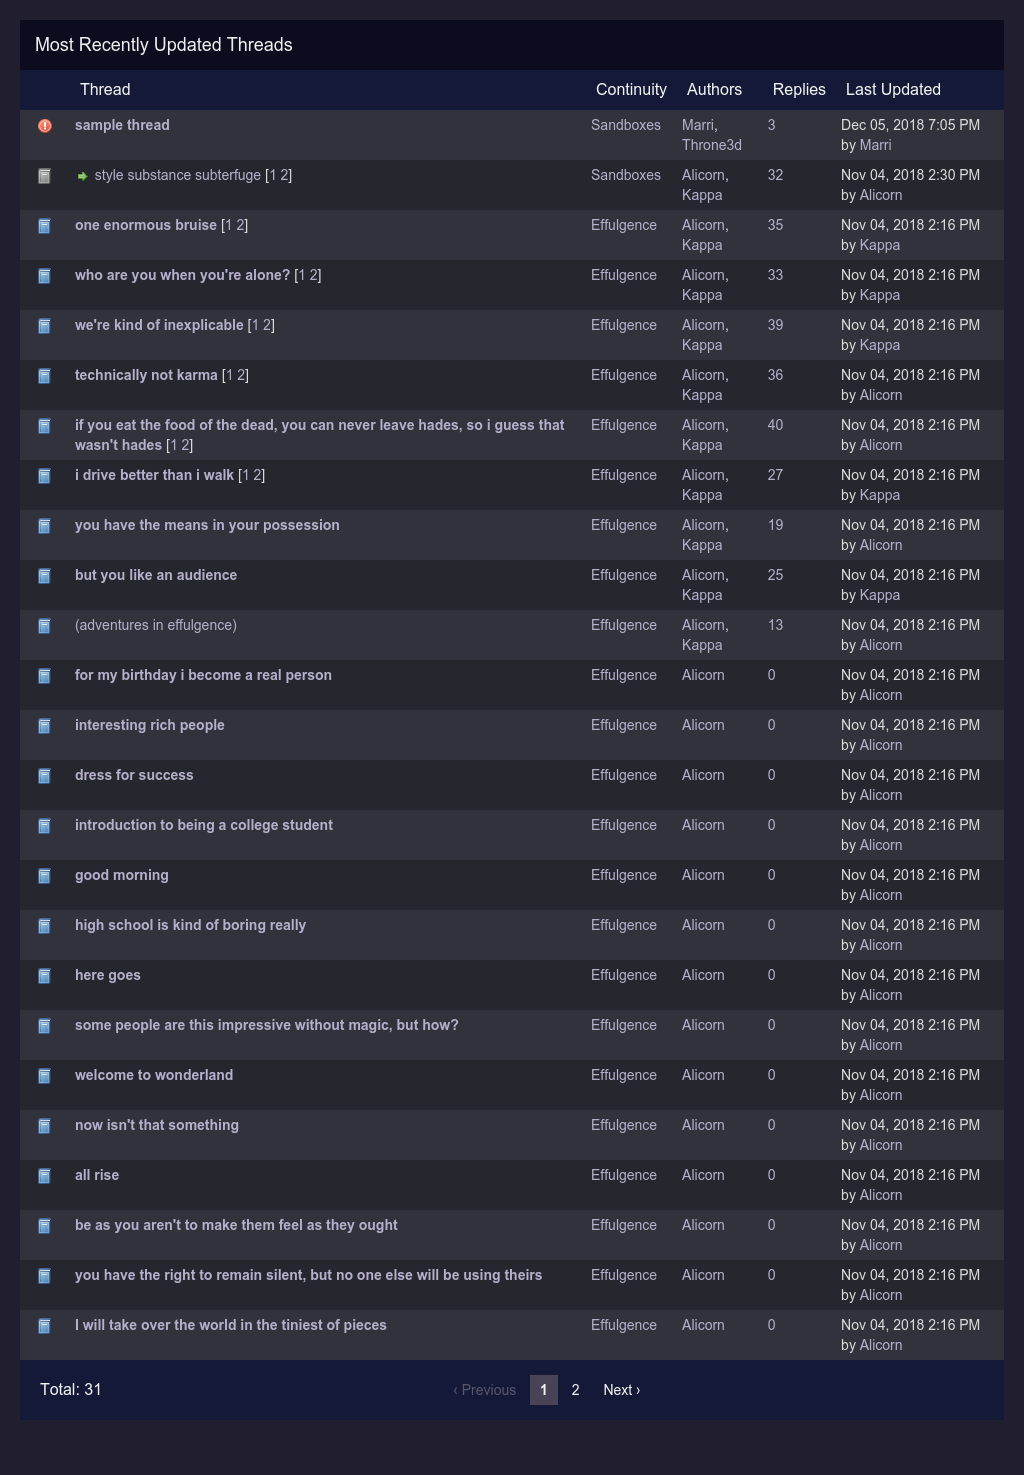 Most Recently Updated Threads
Thread Continuity Authors Replies Last Updated
sample thread Sandboxes Marri, 3 Dec 05, 2018 7:05 PM
Throne3d by Marri
style substance subterfuge [1 2] Sandboxes Alicorn, 32 Nov 04, 2018 2:30 PM
Kappa by Alicorn
one enormous bruise [1 2] Effulgence Alicorn, 35 Nov 04, 2018 2:16 PM
Kappa by Kappa
who are you when you're alone? [1 2] Effulgence Alicorn, 33 Nov 04, 2018 2:16 PM
Kappa by Kappa
we're kind of inexplicable [1 2] Effulgence Alicorn, 39 Nov 04, 2018 2:16 PM
Kappa by Kappa
technically not karma [1 2] Effulgence Alicorn, 36 Nov 04, 2018 2:16 PM
Kappa by Alicorn
if you eat the food of the dead, you can never leave hades, so i guess that Effulgence Alicorn, 40 Nov 04, 2018 2:16 PM
wasn't hades [1 2] Kappa by Alicorn
i drive better than i walk [1 2] Effulgence Alicorn, 27 Nov 04, 2018 2:16 PM
Kappa by Kappa
you have the means in your possession Effulgence Alicorn, 19 Nov 04, 2018 2:16 PM
Kappa by Alicorn
but you like an audience Effulgence Alicorn, 25 Nov 04, 2018 2:16 PM
Kappa by Kappa
(adventures in effulgence) Effulgence Alicorn, 13 Nov 04, 2018 2:16 PM
Kappa by Alicorn
for my birthday i become a real person Effulgence Alicorn 0 Nov 04, 2018 2:16 PM
by Alicorn
interesting rich people Effulgence Alicorn 0 Nov 04, 2018 2:16 PM
by Alicorn
dress for success Effulgence Alicorn 0 Nov 04, 2018 2:16 PM
by Alicorn
introduction to being a college student Effulgence Alicorn 0 Nov 04, 2018 2:16 PM
by Alicorn
good morning Effulgence Alicorn 0 Nov 04, 2018 2:16 PM
by Alicorn
high school is kind of boring really Effulgence Alicorn 0 Nov 04, 2018 2:16 PM
by Alicorn
here goes Effulgence Alicorn 0 Nov 04, 2018 2:16 PM
by Alicorn
some people are this impressive without magic, but how? Effulgence Alicorn 0 Nov 04, 2018 2:16 PM
by Alicorn
welcome to wonderland Effulgence Alicorn 0 Nov 04, 2018 2:16 PM
by Alicorn
now isn't that something Effulgence Alicorn 0 Nov 04, 2018 2:16 PM
by Alicorn
all rise Effulgence Alicorn 0 Nov 04, 2018 2:16 PM
by Alicorn
be as you aren't to make them feel as they ought Effulgence Alicorn 0 Nov 04, 2018 2:16 PM
by Alicorn
you have the right to remain silent, but no one else will be using theirs Effulgence Alicorn 0 Nov 04, 2018 2:16 PM
by Alicorn
I will take over the world in the tiniest of pieces Effulgence Alicorn 0 Nov 04, 2018 2:16 PM
by Alicorn
Total: 31 ‹ Previous 1 2 Next ›